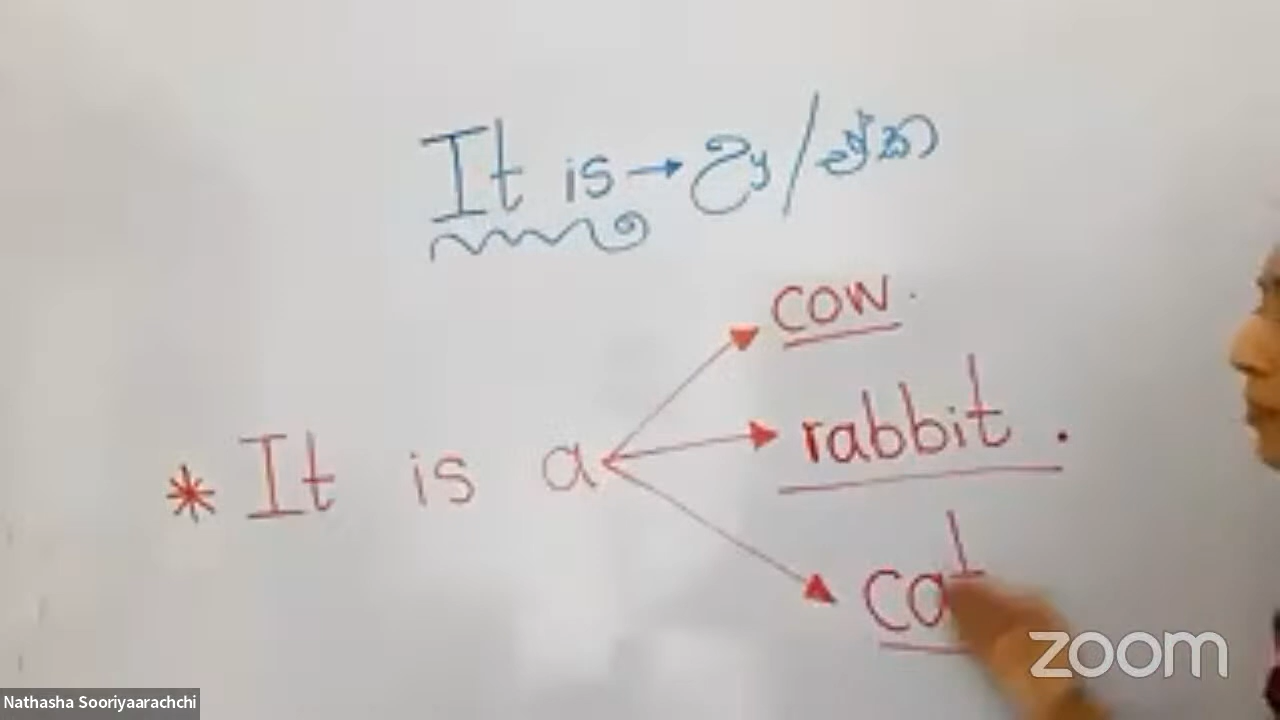 It is → ඌ / ඒකා
cow.
* It is a rabbit.
cat
zoom
Nathasha Sooriyaarachchi